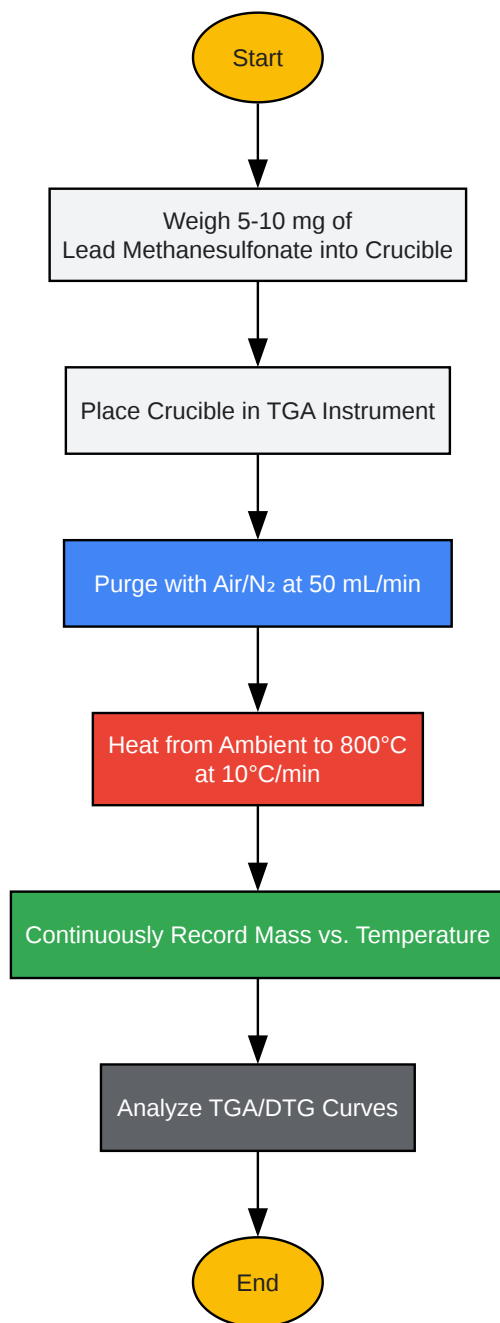 Start
Weigh 5-10 mg of
Lead Methanesulfonate into Crucible
Place Crucible in TGA Instrument
Purge with Air/N₂ at 50 mL/min
Heat from Ambient to 800°C
at 10°C/min
Continuously Record Mass vs. Temperature
Analyze TGA/DTG Curves
End